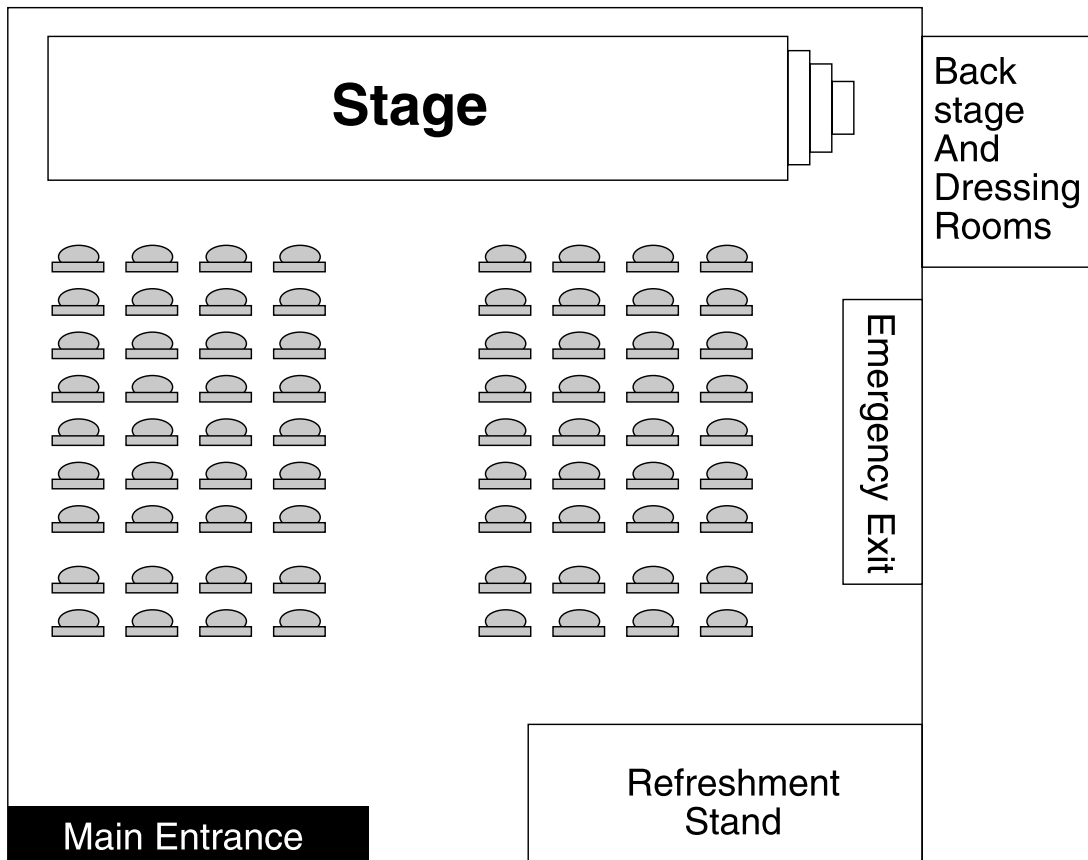 Stage
Back
stage
And
Dressing
Rooms
Emergency Exit
Refreshment
Stand
Main Entrance